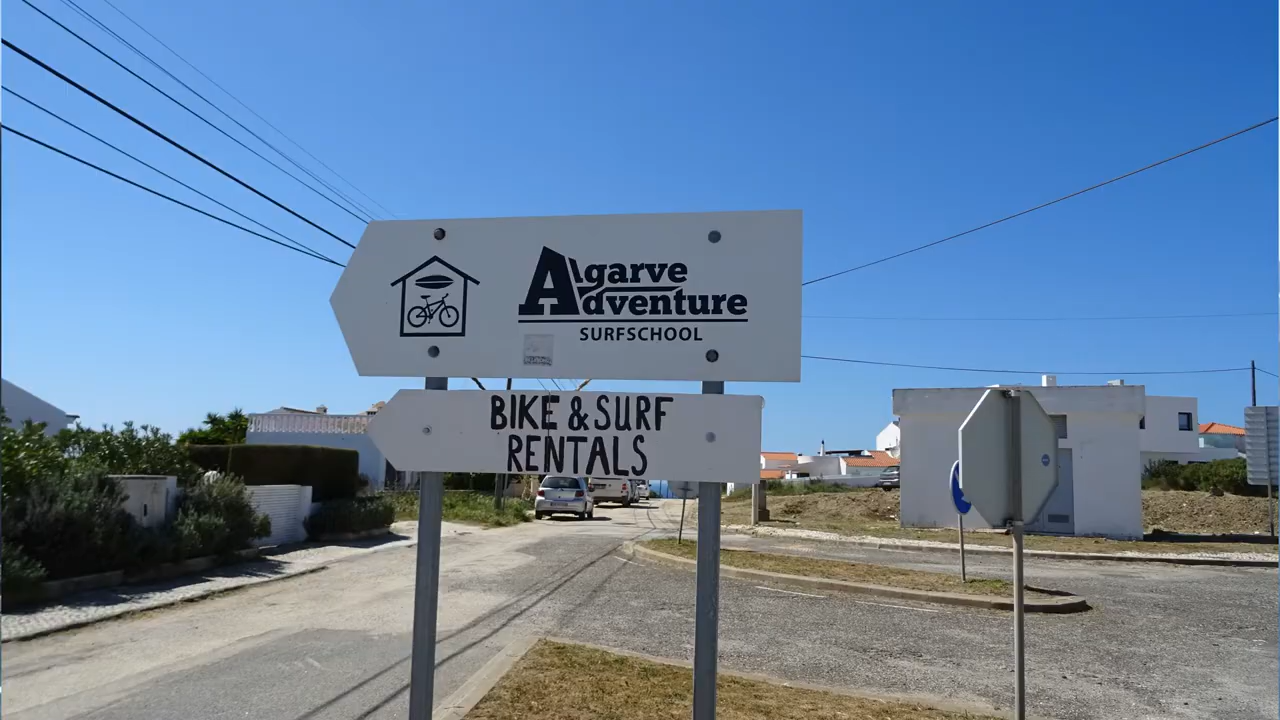 Algarve
Adventure
SURFSCHOOL
BIKE & SURF
RENTALS